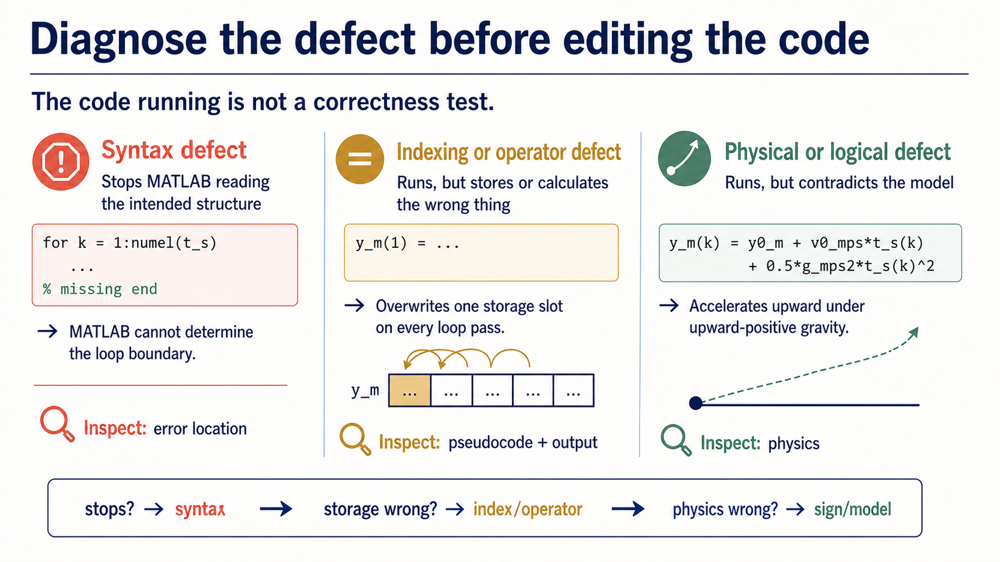 Diagnose the defect before editing the code
The code running is not a correctness test.
Syntax defect
Stops MATLAB reading
the intended structure
for k = 1:numel(t_s)
...
% missing end
→ MATLAB cannot determine
the loop boundary.
Inspect: error location
Indexing or operator defect
Runs, but stores or calculates
the wrong thing
y_m(1) = ...
→ Overwrites one storage slot
on every loop pass.
y_m ... ... ... ... ...
Inspect: pseudocode + output
Physical or logical defect
Runs, but contradicts the model
y_m(k) = y0_m + v0_mps*t_s(k)
+ 0.5*g_mps2*t_s(k)^2
→ Accelerates upward under
upward-positive gravity.
Inspect: physics
stops? → syntax → storage wrong? → index/operator → physics wrong? → sign/model